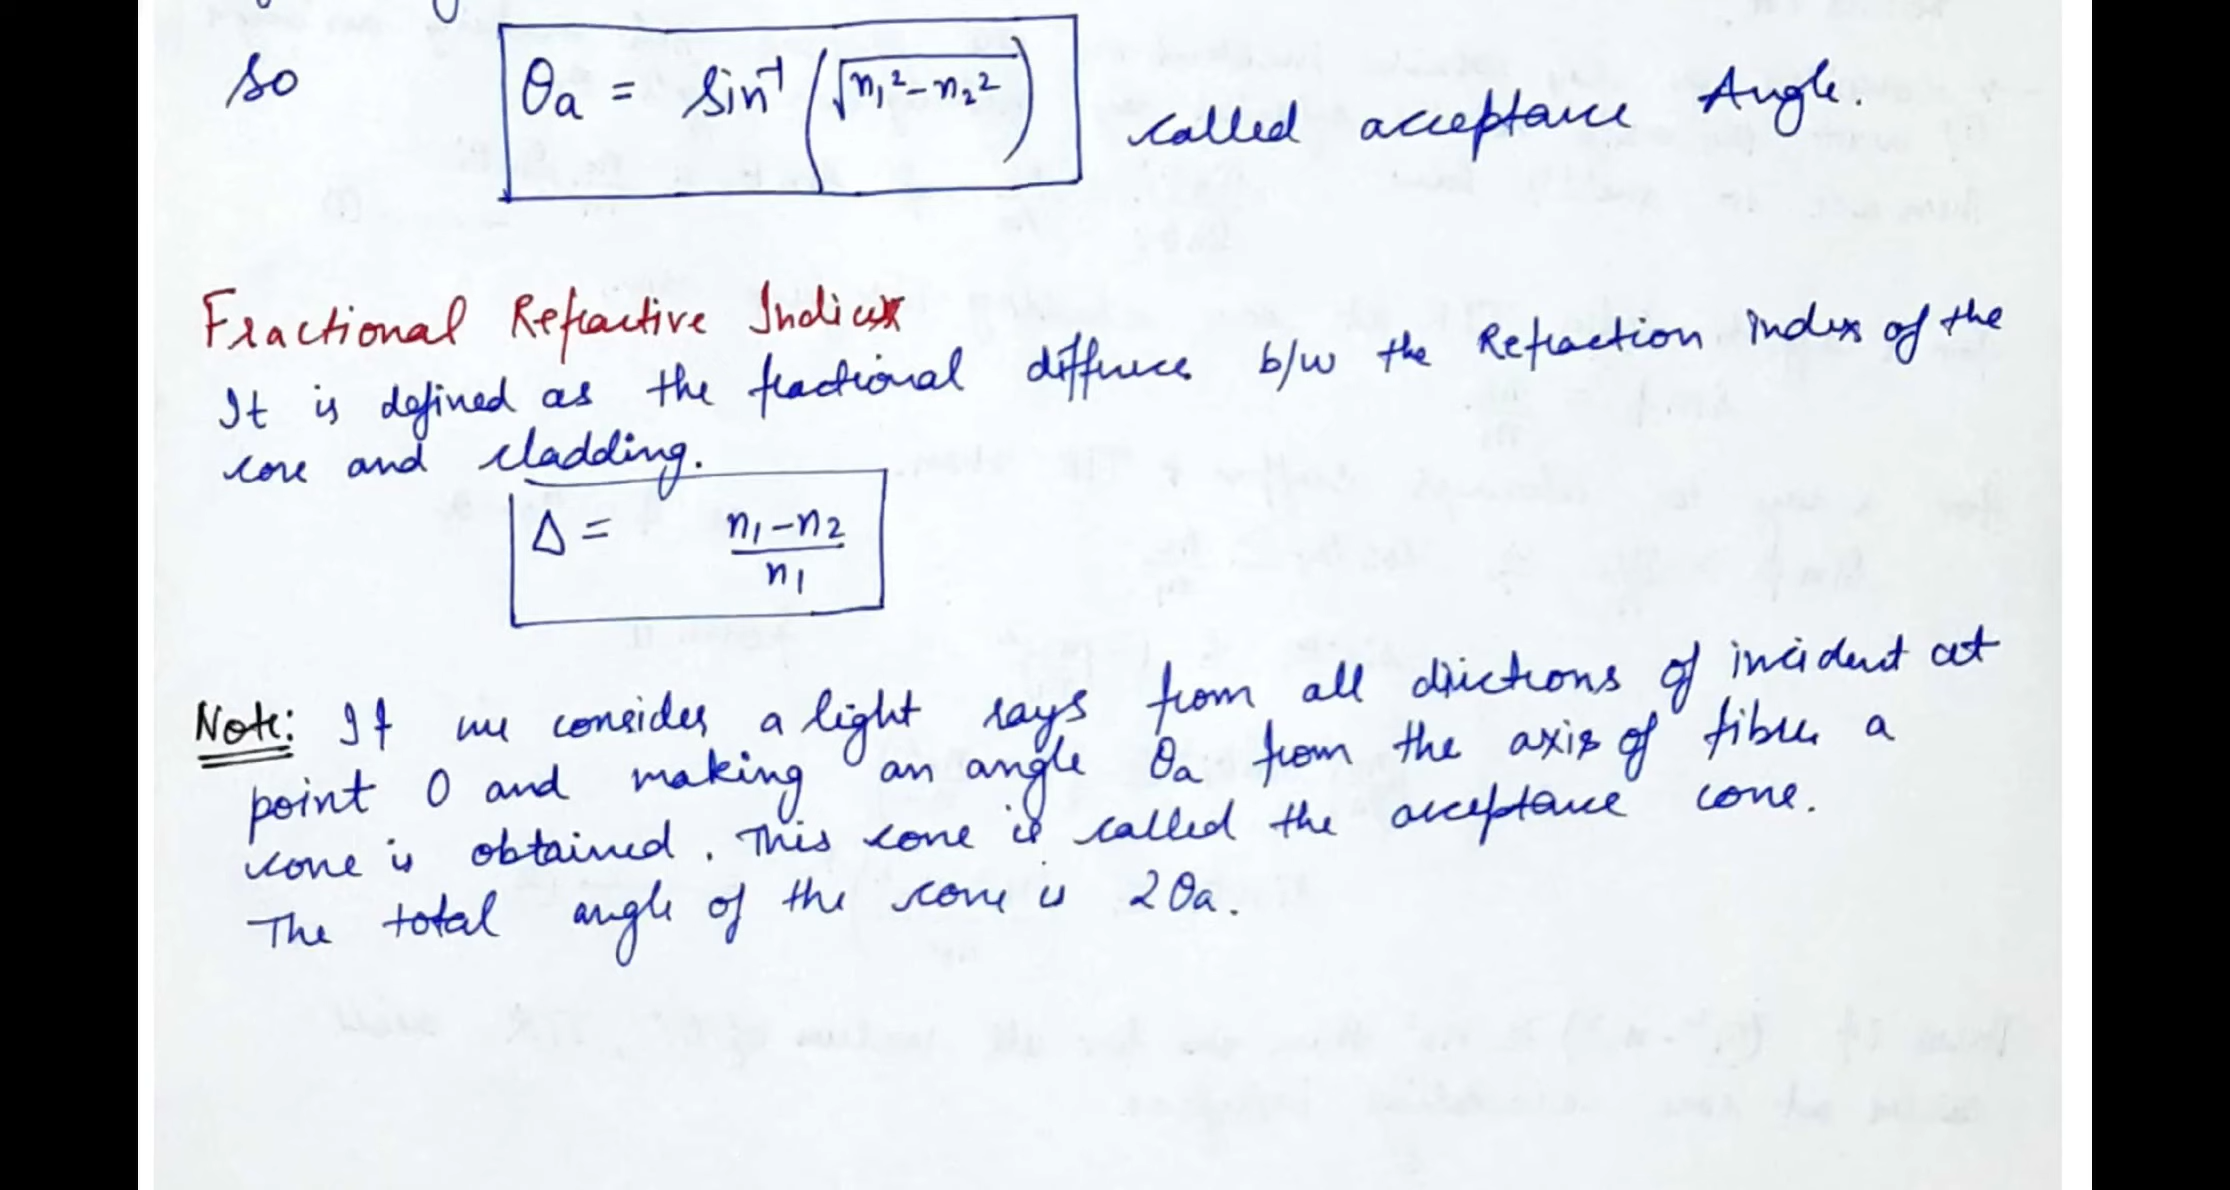 so θa = sin⁻¹ (√n₁²-n₂²) called acceptance Angle.
Fractional Refractive Indices
It is defined as the fractional diffrence b/w the Refraction index of the
core and cladding.
Δ = n₁-n₂ / n₁
Note: If we consider a light rays from all directions of incident at
point O and making an angle θa from the axis of fibre a
cone is obtained. This cone is called the acceptance cone.
The total angle of the cone is 2θa.